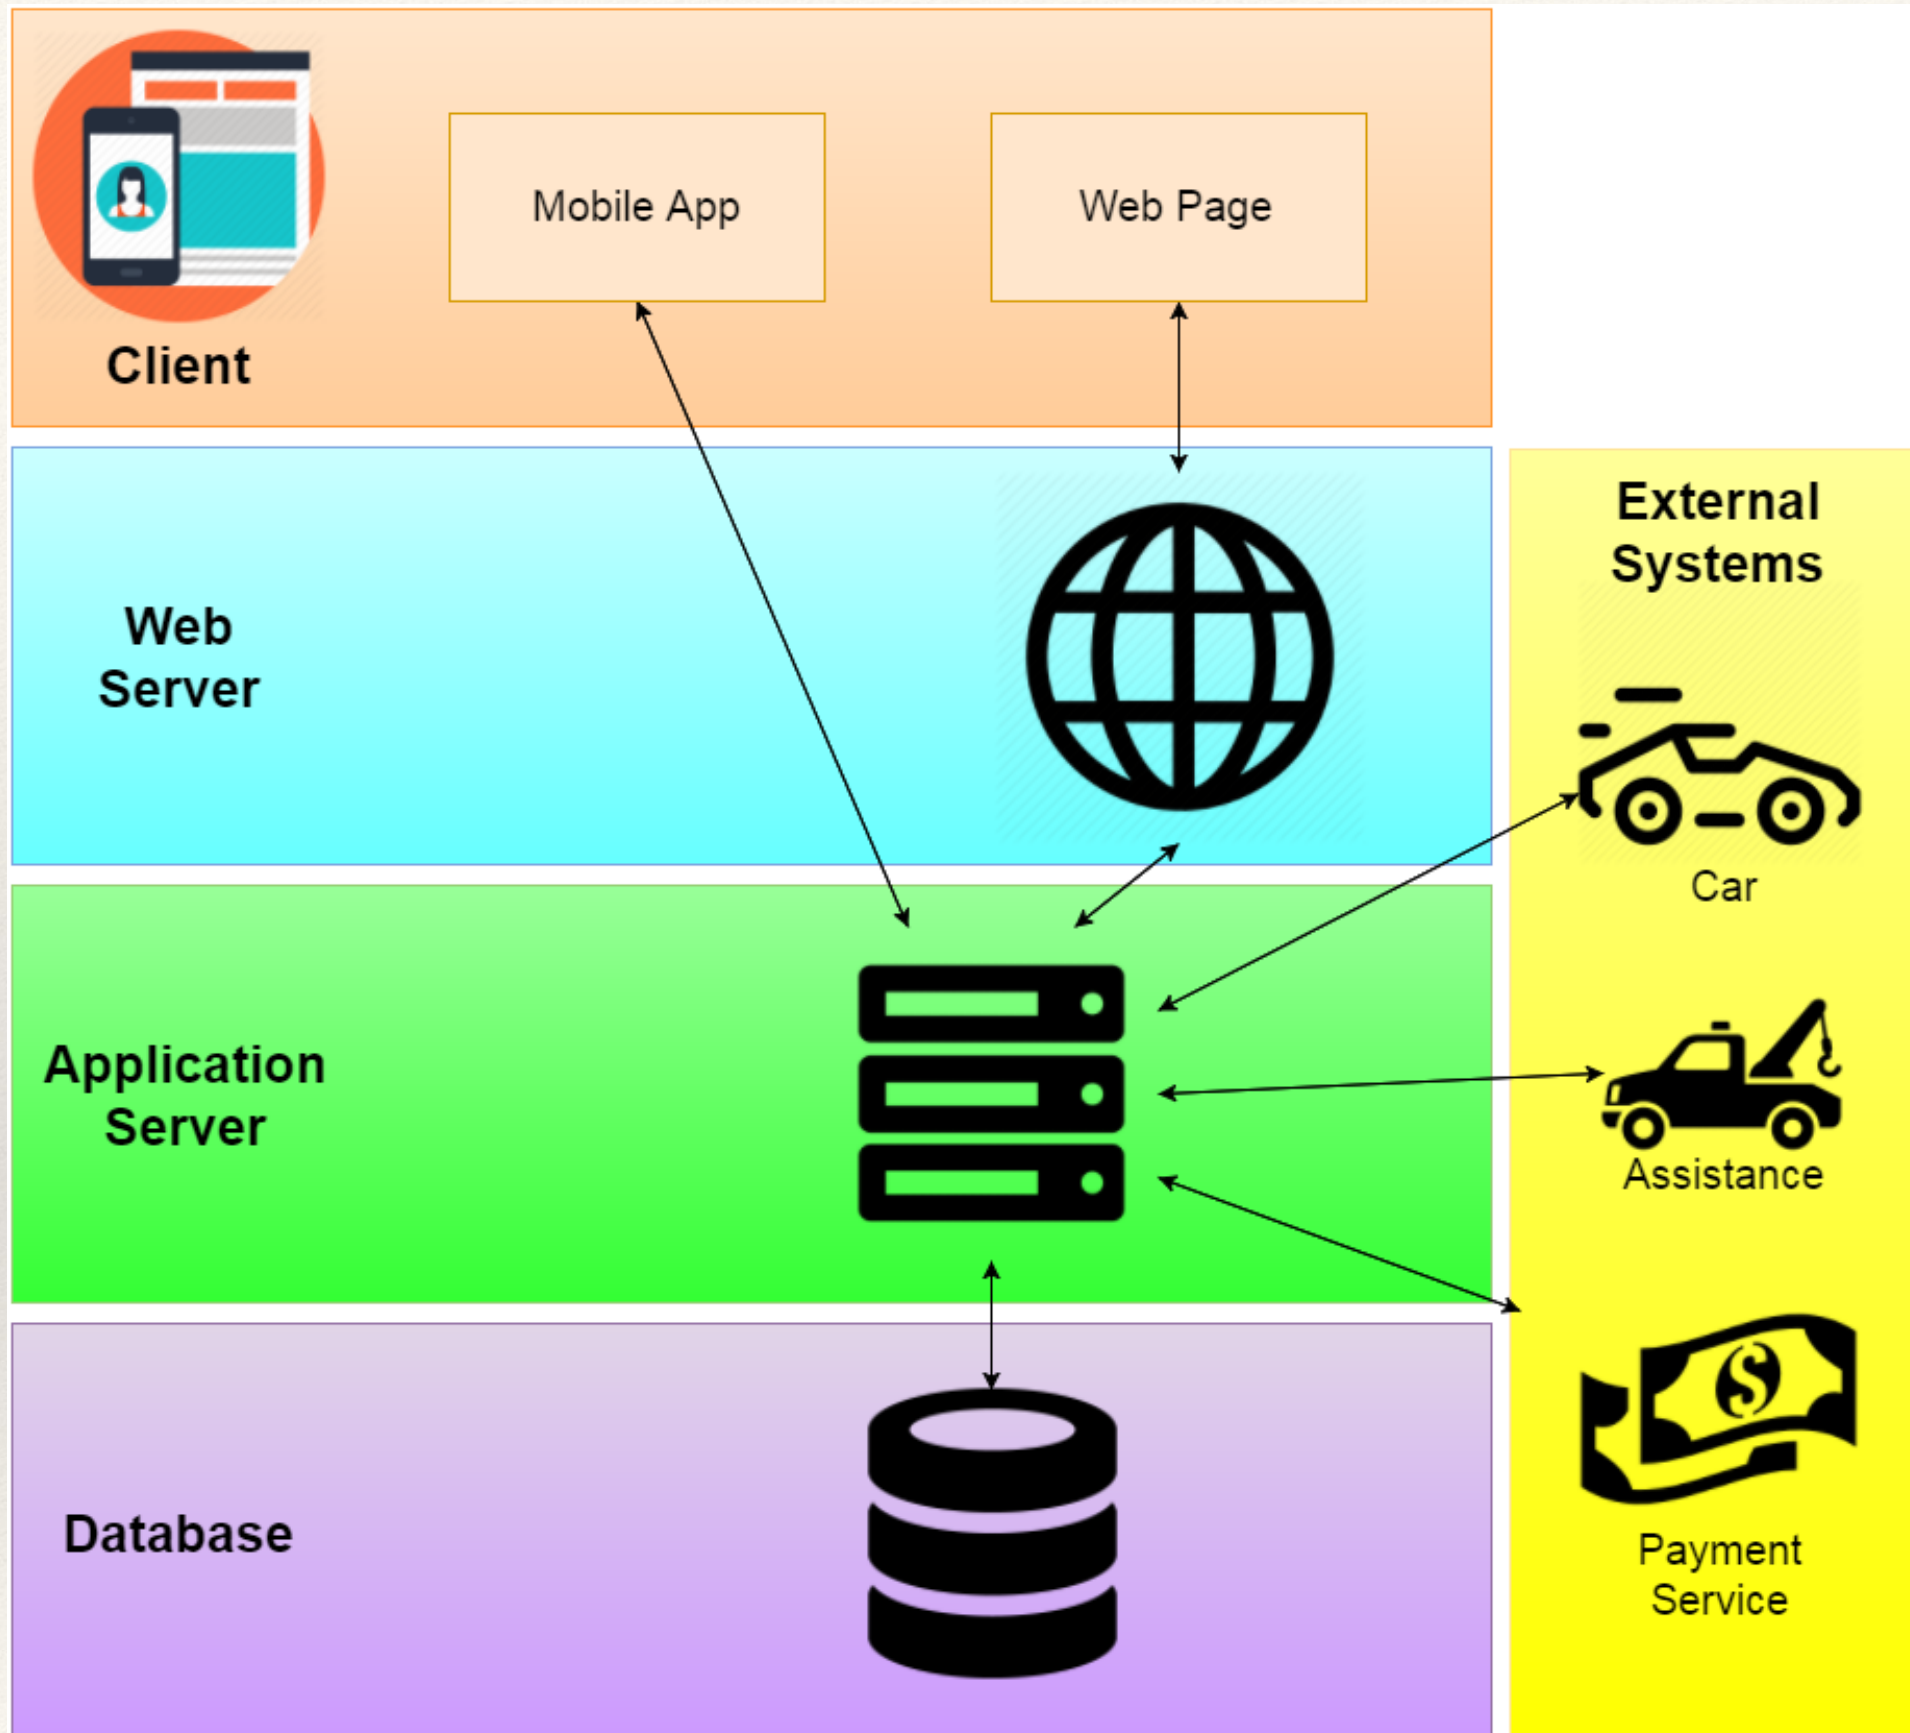 Mobile App
Web Page
Client
Web
Server
External
Systems
Car
Application
Server
Assistance
Database
Payment
Service